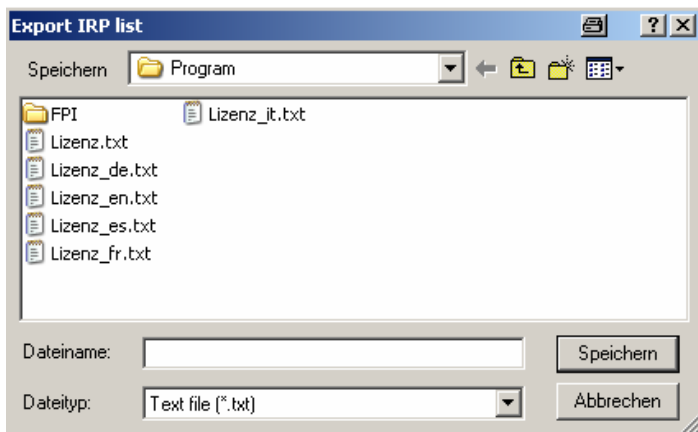 Export IRP list
Speichern Program
FPI Lizenz_it.txt
Lizenz.txt
Lizenz_de.txt
Lizenz_en.txt
Lizenz_es.txt
Lizenz_fr.txt
Dateiname: Speichern
Dateityp: Text file (*.txt) Abbrechen